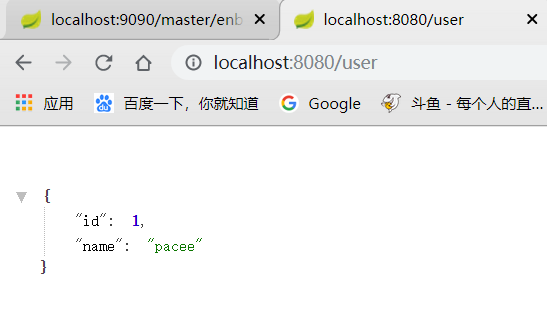 localhost:9090/master/enb
localhost:8080/user
localhost:8080/user
应用
百度一下，你就知道
Google
斗鱼 - 每个人的直...
{
"id": 1,
"name": "pacee"
}